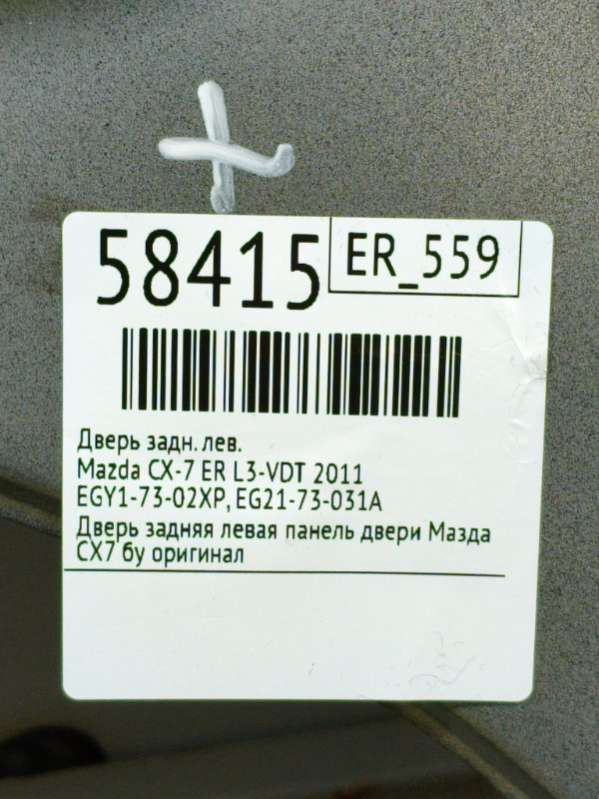 58415
ER_559
Дверь задн. лев.
Mazda CX-7 ER L3-VDT 2011
EGY1-73-02XP, EG21-73-031A
Дверь задняя левая панель двери Мазда
СХ7 бу оригинал